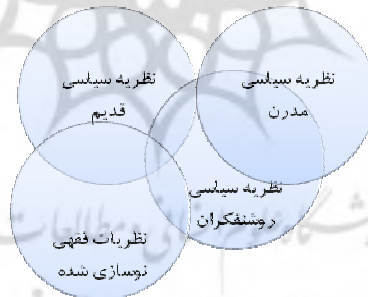 نظریه سیاسی
مدرن
نظریه سیاسی
قدیم
نظریه سیاسی
روشنفکران
نظریات فقهی
نوسازی شده